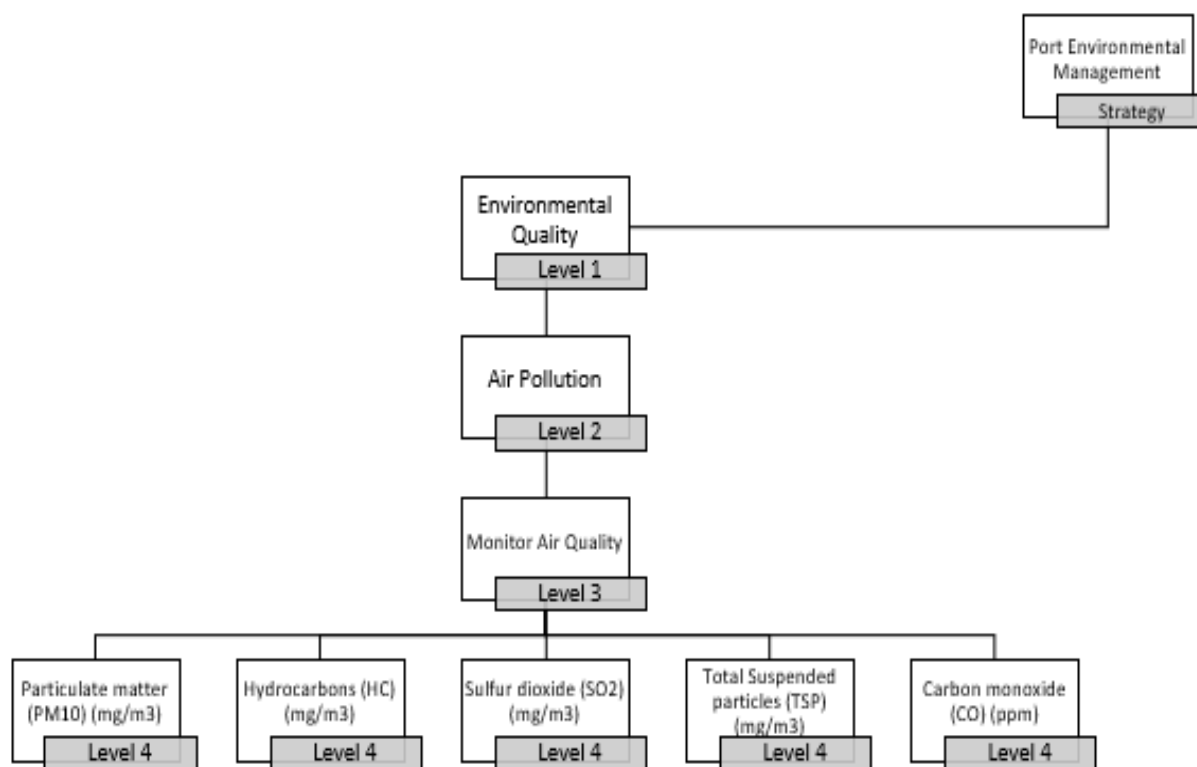 Port Environmental
Management
Strategy
Environmental
Quality
Level 1
Air Pollution
Level 2
Monitor Air Quality
Level 3
Particulate matter
(PM10) (mg/m3)
Level 4
Hydrocarbons (HC)
(mg/m3)
Level 4
Sulfur dioxide (SO2)
(mg/m3)
Level 4
Total Suspended
particles (TSP)
(mg/m3)
Level 4
Carbon monoxide
(CO) (ppm)
Level 4